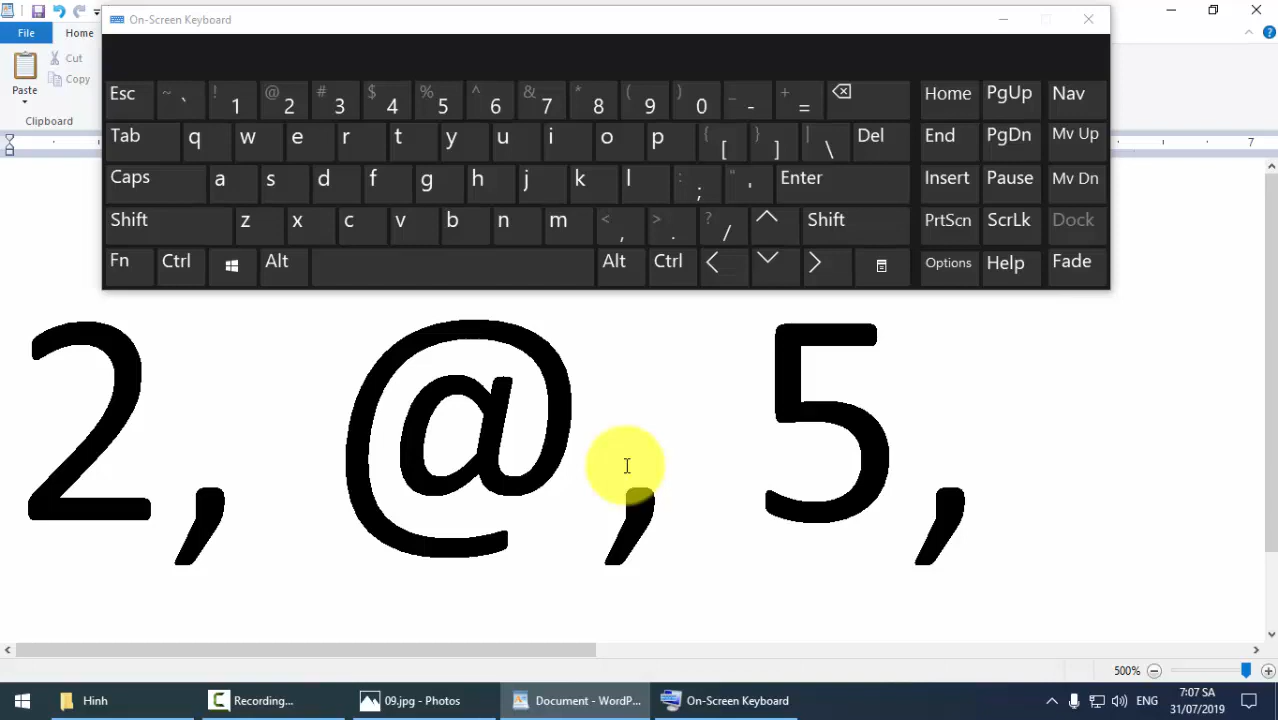 On-Screen Keyboard
File Home
Paste
Cut
Copy
Clipboard
7
Esc ~ ` ! 1 @ 2 # 3 $ 4 % 5 ^ 6 & 7 * 8 ( 9 ) 0 _ - + = Home PgUp Nav
Tab q w e r t y u i o p { [ } ] | \ Del End PgDn Mv Up
Caps a s d f g h j k l : ; " ' Enter Insert Pause Mv Dn
Shift z x c v b n m < , > . ? / Shift PrtScn ScrLk Dock
Fn Ctrl Alt Alt Ctrl Options Help Fade
2, @, 5,
500%
Hinh Recording... 09.jpg - Photos Document - WordP... On-Screen Keyboard ENG 7:07 SA
31/07/2019